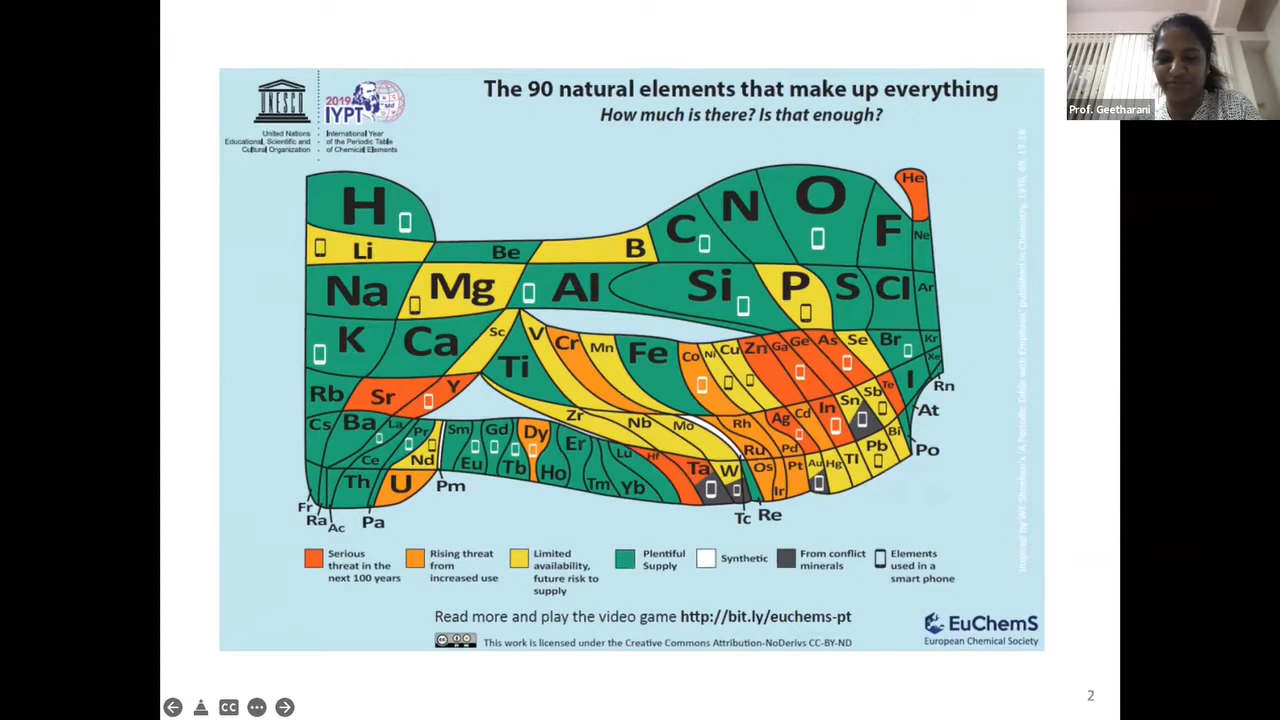 Prof. Geetharani
UNESCO
United Nations
Educational, Scientific and
Cultural Organization
2019
IYPT
International Year
of the Periodic Table
of Chemical Elements
The 90 natural elements that make up everything
How much is there? Is that enough?
H
He
Li
Be
B
C
N
O
F
Ne
Na
Mg
Al
Si
P
S
Cl
Ar
K
Ca
Sc
Ti
V
Cr
Mn
Fe
Co
Ni
Cu
Zn
Ga
Ge
As
Se
Br
Kr
Rb
Sr
Y
Zr
Nb
Mo
Rh
Ru
Pd
Ag
Cd
In
Sn
Sb
Te
I
Xe
Rn
Cs
Ba
La
Ce
Pr
Nd
Sm
Eu
Gd
Tb
Dy
Ho
Er
Tm
Yb
Lu
Hf
Ta
W
Os
Ir
Pt
Au
Hg
Tl
Pb
Bi
At
Po
Th
U
Pm
Fr
Ra
Ac
Pa
Tc
Re
Serious
threat in the
next 100 years
Rising threat
from
increased use
Limited
availability,
future risk to
supply
Plentiful
Supply
Synthetic
From conflict
minerals
Elements
used in a
smart phone
Read more and play the video game http://bit.ly/euchems-pt
This work is licensed under the Creative Commons Attribution-NoDerivs CC-BY-ND
EuChemS
European Chemical Society
CC
2